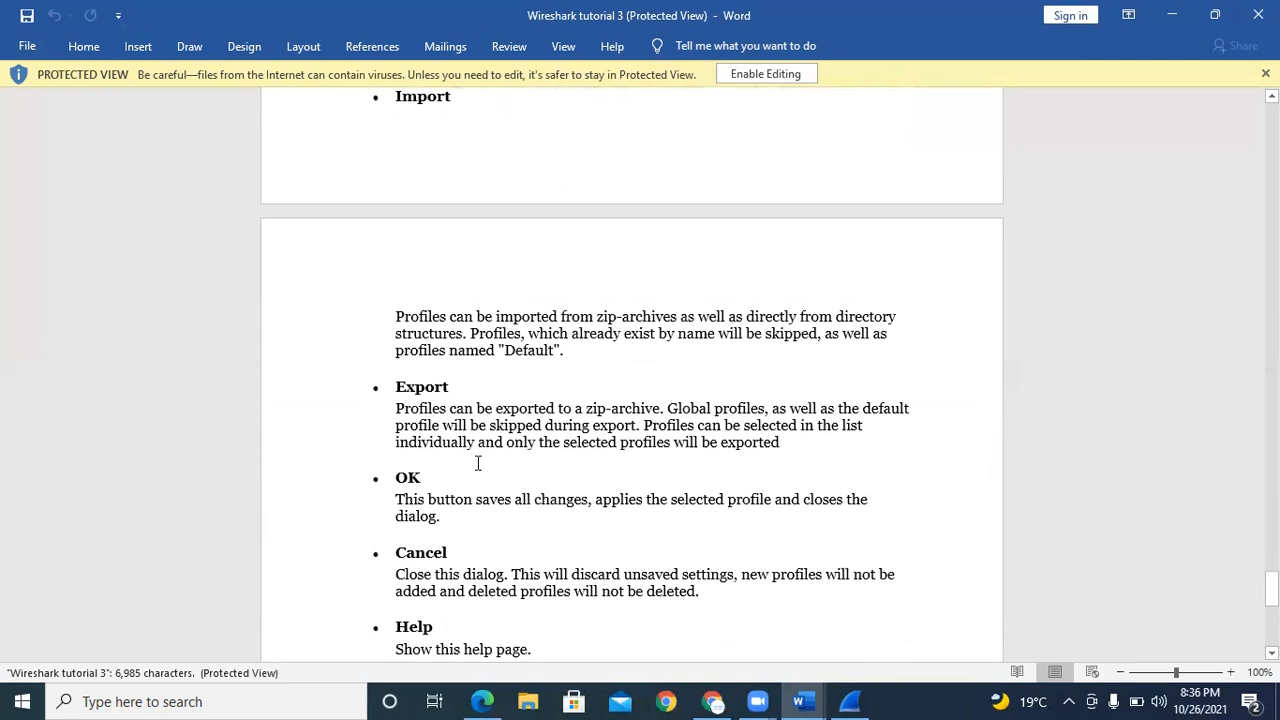 Wireshark tutorial 3 (Protected View) - Word
Sign in
File Home Insert Draw Design Layout References Mailings Review View Help Tell me what you want to do Share
PROTECTED VIEW Be careful—files from the Internet can contain viruses. Unless you need to edit, it's safer to stay in Protected View. Enable Editing
• Import
Profiles can be imported from zip-archives as well as directly from directory
structures. Profiles, which already exist by name will be skipped, as well as
profiles named "Default".
• Export
Profiles can be exported to a zip-archive. Global profiles, as well as the default
profile will be skipped during export. Profiles can be selected in the list
individually and only the selected profiles will be exported
• OK
This button saves all changes, applies the selected profile and closes the
dialog.
• Cancel
Close this dialog. This will discard unsaved settings, new profiles will not be
added and deleted profiles will not be deleted.
• Help
Show this help page.
"Wireshark tutorial 3": 6,985 characters. (Protected View) 100%
Type here to search
19°C
8:36 PM
10/26/2021
2